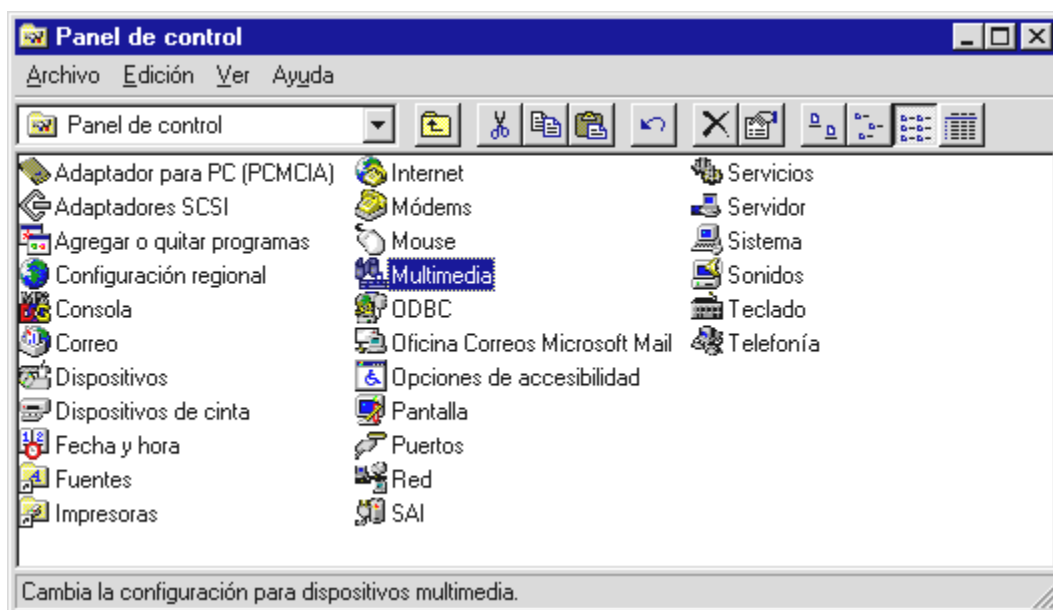 Panel de control
Archivo Edición Ver Ayuda
Panel de control
Adaptador para PC (PCMCIA)
Adaptadores SCSI
Agregar o quitar programas
Configuración regional
Consola
Correo
Dispositivos
Dispositivos de cinta
Fecha y hora
Fuentes
Impresoras
Internet
Módems
Mouse
Multimedia
ODBC
Oficina Correos Microsoft Mail
Opciones de accesibilidad
Pantalla
Puertos
Red
SAI
Servicios
Servidor
Sistema
Sonidos
Teclado
Telefonía
Cambia la configuración para dispositivos multimedia.